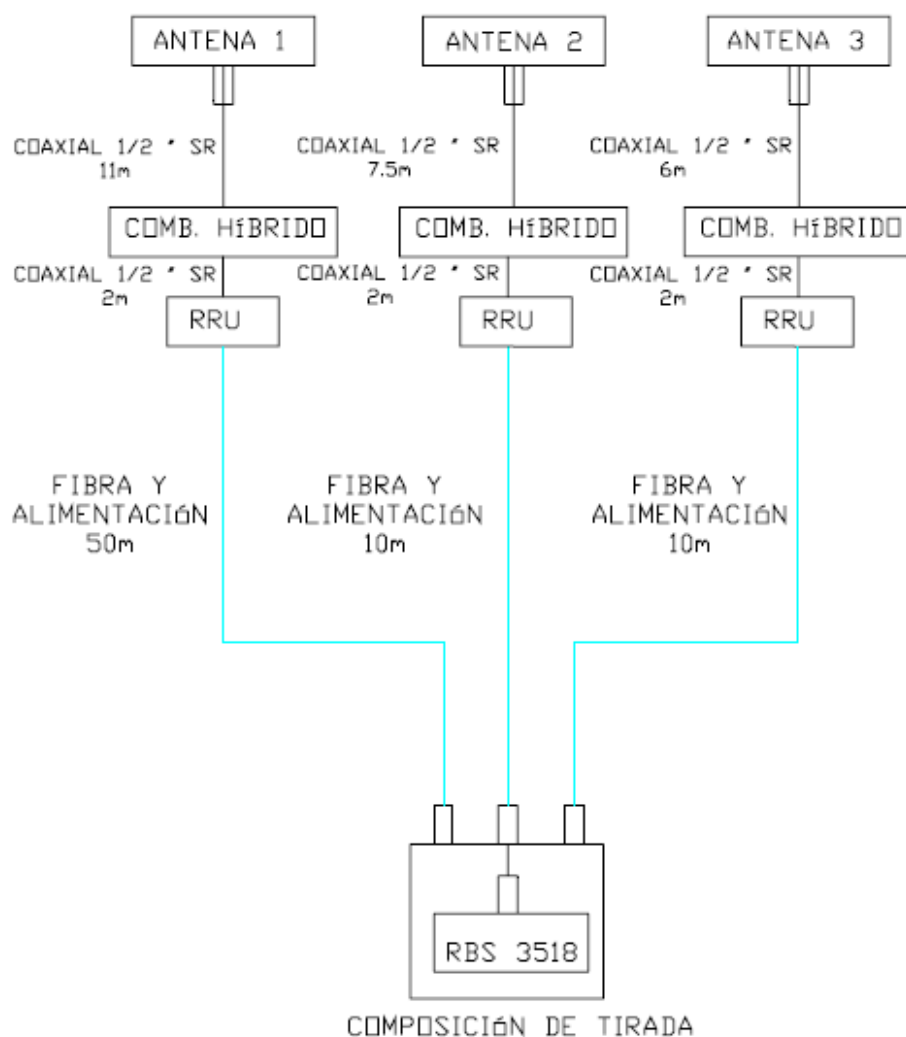 ANTENA 1
ANTENA 2
ANTENA 3
COAXIAL 1/2 " SR
11m
COAXIAL 1/2 " SR
7.5m
COAXIAL 1/2 " SR
6m
COMB. HíBRIDO
COMB. HíBRIDO
COMB. HíBRIDO
COAXIAL 1/2 " SR
2m
COAXIAL 1/2 " SR
2m
COAXIAL 1/2 " SR
2m
RRU
RRU
RRU
FIBRA Y
ALIMENTACIóN
50m
FIBRA Y
ALIMENTACIóN
10m
FIBRA Y
ALIMENTACIóN
10m
RBS 3518
COMPOSICIóN DE TIRADA